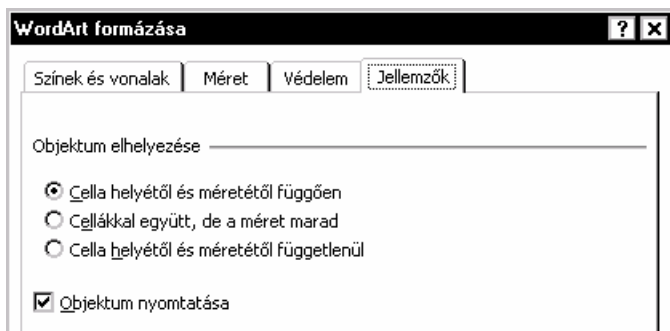 WordArt formázása
Színek és vonalak Méret Védelem Jellemzők
Objektum elhelyezése
Cella helyétől és méretétől függően
Cellákkal együtt, de a méret marad
Cella helyétől és méretétől függetlenül
Objektum nyomtatása